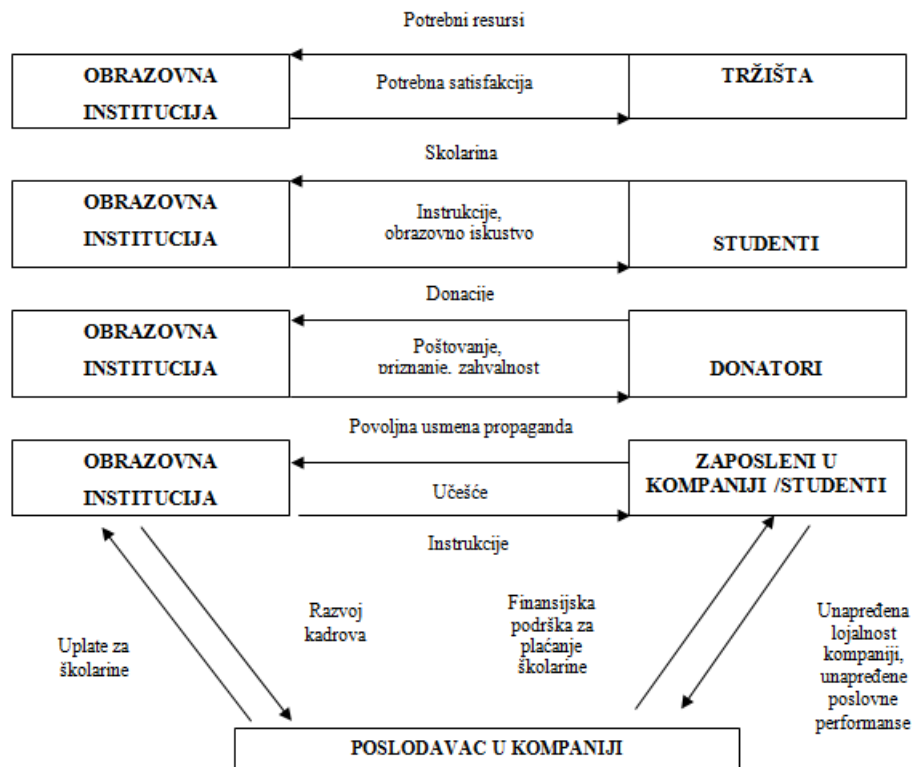 Potrebni resursi
OBRAZOVNA
INSTITUCIJA
Potrebna satisfakcija
TRŽIŠTA
Skolarina
OBRAZOVNA
INSTITUCIJA
Instrukcije,
obrazovno iskustvo
STUDENTI
Donacije
OBRAZOVNA
INSTITUCIJA
Poštovanje,
priznanje, zahvalnost
DONATORI
Povoljna usmena propaganda
OBRAZOVNA
INSTITUCIJA
Učešće
ZAPOSLENI U
KOMPANIJI /STUDENTI
Instrukcije
Uplate za
školarine
Razvoj
kadrova
Finansijska
podrška za
plaćanje
školarine
Unapređena
lojalnost
kompaniji,
unapređene
poslovne
performanse
POSLODAVAC U KOMPANIJI